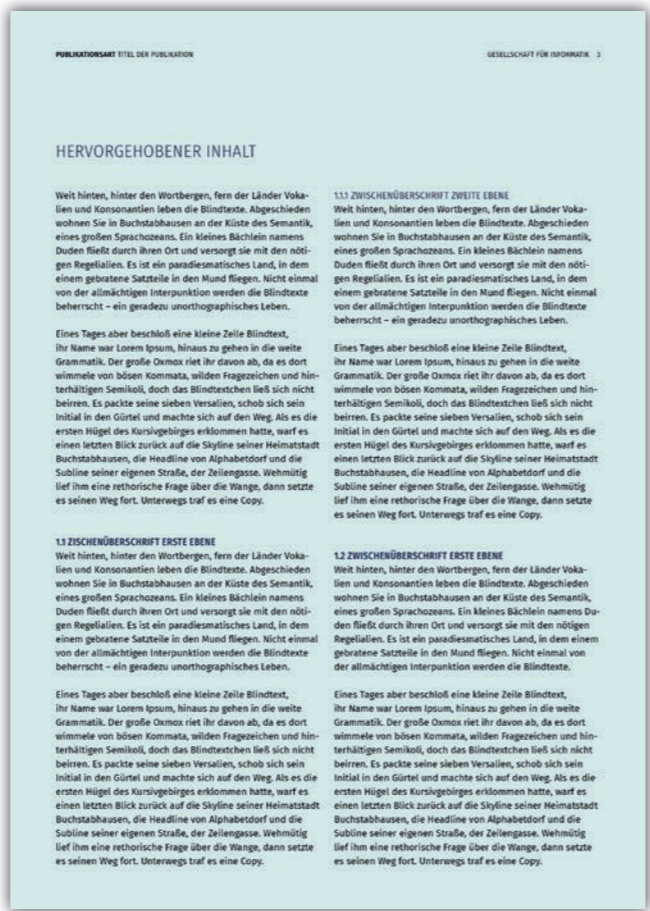 PUBLIKATIONSART TITEL DER PUBLIKATION
GESELLSCHAFT FÜR INFORMATIK 3
HERVORGEHOBENER INHALT
Weit hinten, hinter den Wortbergen, fern der Länder Voka-
lien und Konsonantien leben die Blindtexte. Abgeschieden
wohnen Sie in Buchstabhausen an der Küste des Semantik,
eines großen Sprachozeans. Ein kleines Bächlein namens
Duden fließt durch ihren Ort und versorgt sie mit den nöti-
gen Regelialien. Es ist ein paradiesmatisches Land, in dem
einem gebratene Satzteile in den Mund fliegen. Nicht einmal
von der allmächtigen Interpunktion werden die Blindtexte
beherrscht – ein geradezu unorthographisches Leben.
Eines Tages aber beschloß eine kleine Zeile Blindtext,
ihr Name war Lorem Ipsum, hinaus zu gehen in die weite
Grammatik. Der große Oxmox riet ihr davon ab, da es dort
wimmele von bösen Kommata, wilden Fragezeichen und hin-
terhältigen Semikoli, doch das Blindtextchen ließ sich nicht
beirren. Es packte seine sieben Versalien, schob sich sein
Initial in den Gürtel und machte sich auf den Weg. Als es die
ersten Hügel des Kursivgebirges erklommen hatte, warf es
einen letzten Blick zurück auf die Skyline seiner Heimatstadt
Buchstabhausen, die Headline von Alphabetdorf und die
Subline seiner eigenen Straße, der Zeilengasse. Wehmütig
lief ihm eine rethorische Frage über die Wange, dann setzte
es seinen Weg fort. Unterwegs traf es eine Copy.
1.1 ZISCHENÜBERSCHRIFT ERSTE EBENE
Weit hinten, hinter den Wortbergen, fern der Länder Voka-
lien und Konsonantien leben die Blindtexte. Abgeschieden
wohnen Sie in Buchstabhausen an der Küste des Semantik,
eines großen Sprachozeans. Ein kleines Bächlein namens
Duden fließt durch ihren Ort und versorgt sie mit den nöti-
gen Regelialien. Es ist ein paradiesmatisches Land, in dem
einem gebratene Satzteile in den Mund fliegen. Nicht einmal
von der allmächtigen Interpunktion werden die Blindtexte
beherrscht – ein geradezu unorthographisches Leben.
Eines Tages aber beschloß eine kleine Zeile Blindtext,
ihr Name war Lorem Ipsum, hinaus zu gehen in die weite
Grammatik. Der große Oxmox riet ihr davon ab, da es dort
wimmele von bösen Kommata, wilden Fragezeichen und hin-
terhältigen Semikoli, doch das Blindtextchen ließ sich nicht
beirren. Es packte seine sieben Versalien, schob sich sein
Initial in den Gürtel und machte sich auf den Weg. Als es die
ersten Hügel des Kursivgebirges erklommen hatte, warf es
einen letzten Blick zurück auf die Skyline seiner Heimatstadt
Buchstabhausen, die Headline von Alphabetdorf und die
Subline seiner eigenen Straße, der Zeilengasse. Wehmütig
lief ihm eine rethorische Frage über die Wange, dann setzte
es seinen Weg fort. Unterwegs traf es eine Copy.
1.1.1 ZWISCHENÜBERSCHRIFT ZWEITE EBENE
Weit hinten, hinter den Wortbergen, fern der Länder Voka-
lien und Konsonantien leben die Blindtexte. Abgeschieden
wohnen Sie in Buchstabhausen an der Küste des Semantik,
eines großen Sprachozeans. Ein kleines Bächlein namens
Duden fließt durch ihren Ort und versorgt sie mit den nöti-
gen Regelialien. Es ist ein paradiesmatisches Land, in dem
einem gebratene Satzteile in den Mund fliegen. Nicht einmal
von der allmächtigen Interpunktion werden die Blindtexte
beherrscht – ein geradezu unorthographisches Leben.
Eines Tages aber beschloß eine kleine Zeile Blindtext,
ihr Name war Lorem Ipsum, hinaus zu gehen in die weite
Grammatik. Der große Oxmox riet ihr davon ab, da es dort
wimmele von bösen Kommata, wilden Fragezeichen und hin-
terhältigen Semikoli, doch das Blindtextchen ließ sich nicht
beirren. Es packte seine sieben Versalien, schob sich sein
Initial in den Gürtel und machte sich auf den Weg. Als es die
ersten Hügel des Kursivgebirges erklommen hatte, warf es
einen letzten Blick zurück auf die Skyline seiner Heimatstadt
Buchstabhausen, die Headline von Alphabetdorf und die
Subline seiner eigenen Straße, der Zeilengasse. Wehmütig
lief ihm eine rethorische Frage über die Wange, dann setzte
es seinen Weg fort. Unterwegs traf es eine Copy.
1.2 ZWISCHENÜBERSCHRIFT ERSTE EBENE
Weit hinten, hinter den Wortbergen, fern der Länder Voka-
lien und Konsonantien leben die Blindtexte. Abgeschieden
wohnen Sie in Buchstabhausen an der Küste des Semantik,
eines großen Sprachozeans. Ein kleines Bächlein namens Du-
den fließt durch ihren Ort und versorgt sie mit den nötigen
Regelialien. Es ist ein paradiesmatisches Land, in dem einem
gebratene Satzteile in den Mund fliegen. Nicht einmal von
der allmächtigen Interpunktion werden die Blindtexte.
Eines Tages aber beschloß eine kleine Zeile Blindtext,
ihr Name war Lorem Ipsum, hinaus zu gehen in die weite
Grammatik. Der große Oxmox riet ihr davon ab, da es dort
wimmele von bösen Kommata, wilden Fragezeichen und hin-
terhältigen Semikoli, doch das Blindtextchen ließ sich nicht
beirren. Es packte seine sieben Versalien, schob sich sein
Initial in den Gürtel und machte sich auf den Weg. Als es die
ersten Hügel des Kursivgebirges erklommen hatte, warf es
einen letzten Blick zurück auf die Skyline seiner Heimatstadt
Buchstabhausen, die Headline von Alphabetdorf und die
Subline seiner eigenen Straße, der Zeilengasse. Wehmütig
lief ihm eine rethorische Frage über die Wange, dann setzte
es seinen Weg fort. Unterwegs traf es eine Copy.